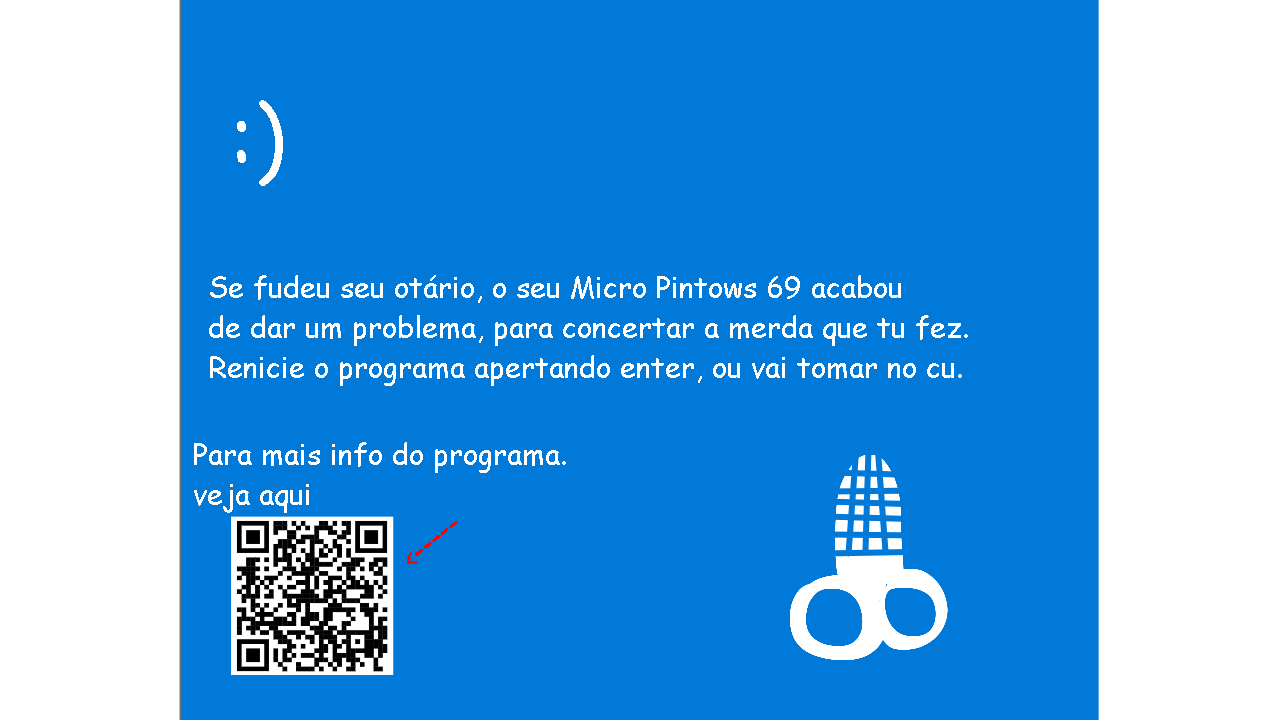 :)
Se fudeu seu otário, o seu Micro Pintows 69 acabou
de dar um problema, para concertar a merda que tu fez.
Renicie o programa apertando enter, ou vai tomar no cu.
Para mais info do programa.
veja aqui